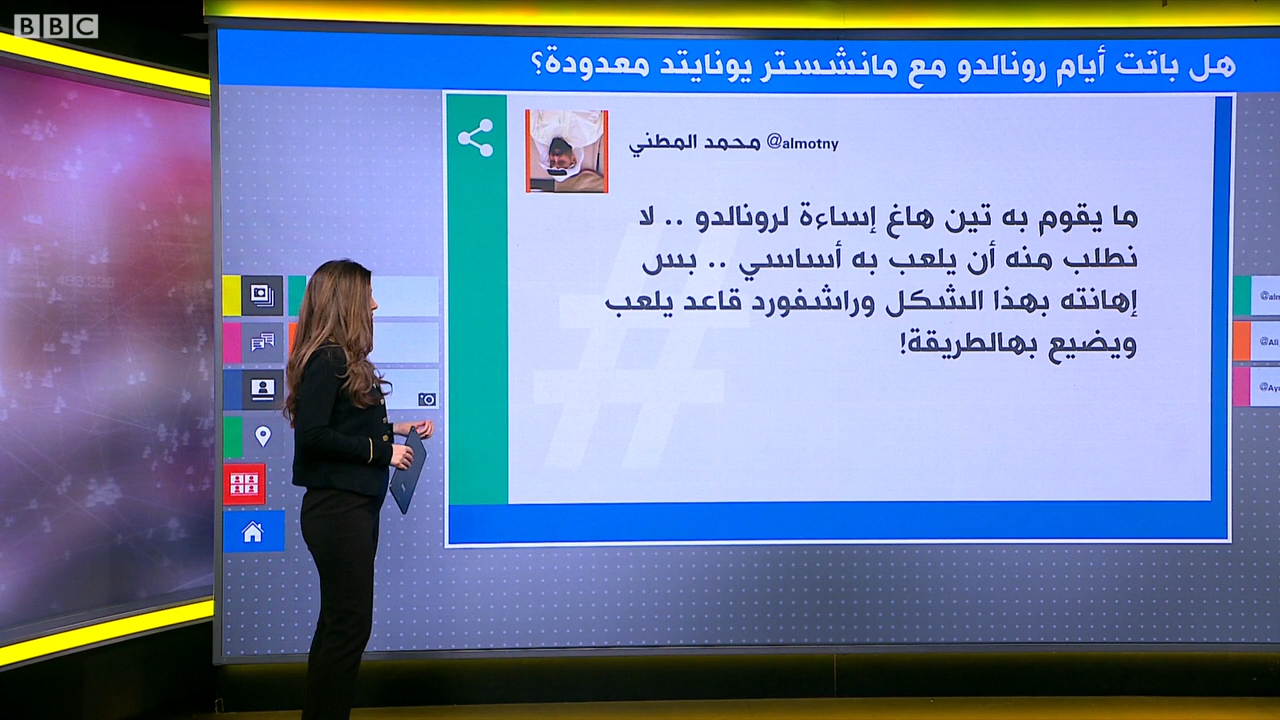 BBC
هل باتت أيام رونالدو مع مانشستر يونايتد معدودة؟
محمد المطني @almotny
ما يقوم به تين هاغ إساءة لرونالدو .. لا
نطلب منه أن يلعب به أساسي .. بس
إهانته بهذا الشكل وراشفورد قاعد يلعب
ويضيع بهالطريقة!
#